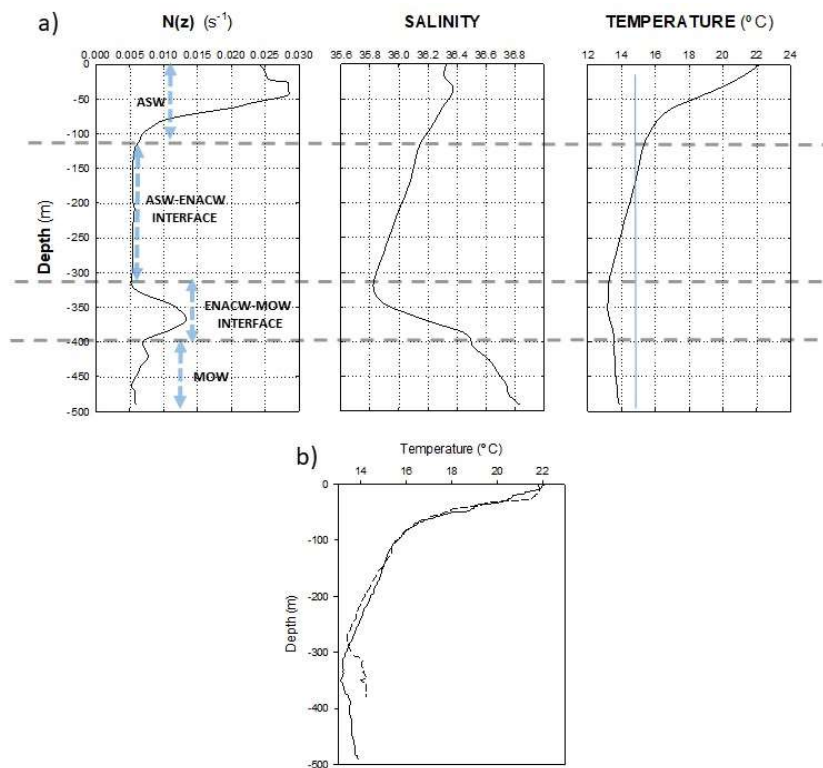 a)
N(z) (s-1)
0.000 0.005 0.010 0.015 0.020 0.025 0.030
SALINITY
35.6 35.8 36.0 36.2 36.4 36.6 36.8
TEMPERATURE (ºC)
12 14 16 18 20 22 24
Depth (m)
0
-50
-100
-150
-200
-250
-300
-350
-400
-450
-500
ASW
ASW-ENACW
INTERFACE
ENACW-MOW
INTERFACE
MOW
b)
Temperature (ºC)
14 16 18 20 22
Depth (m)
0
-100
-200
-300
-400
-500